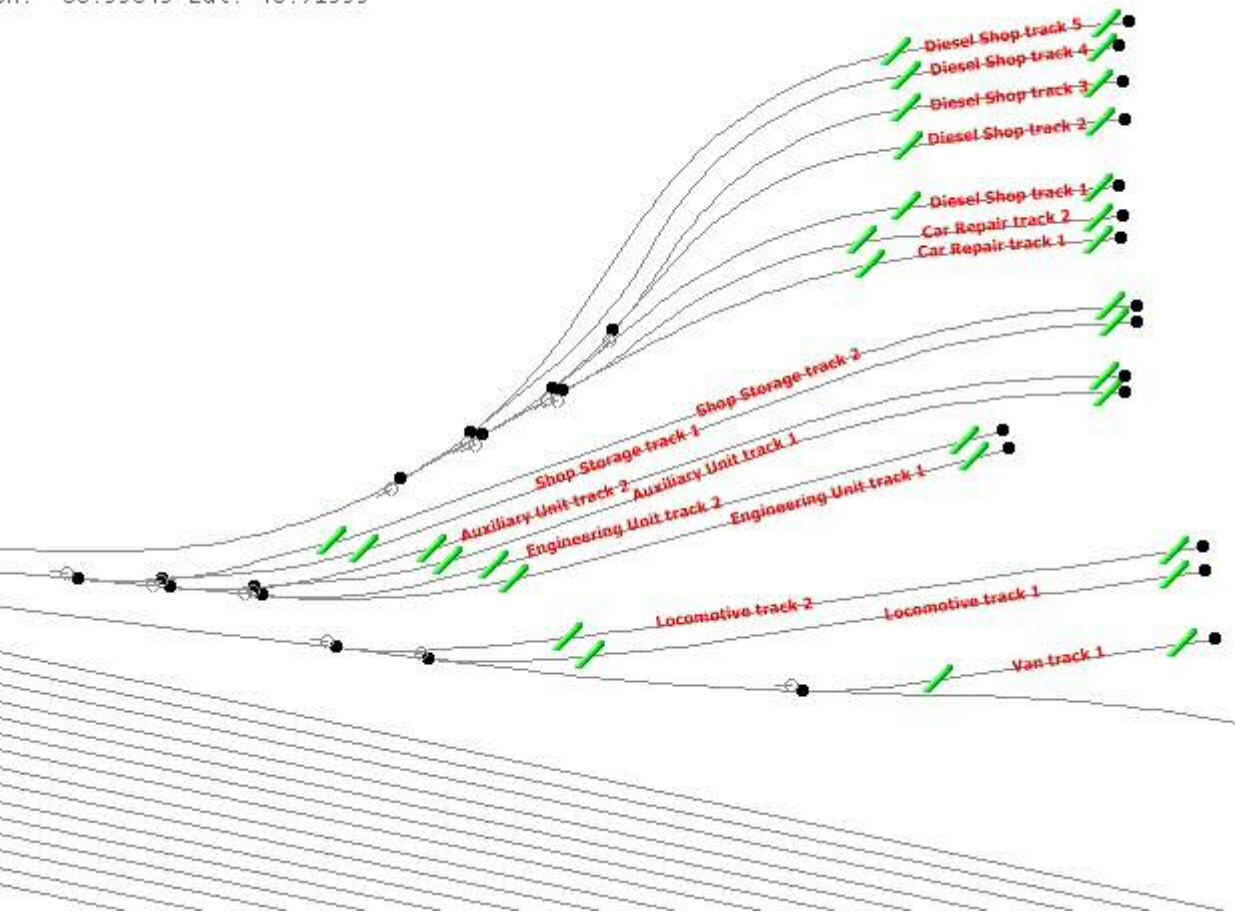 Diesel Shop track 5
Diesel Shop track 4
Diesel Shop track 3
Diesel Shop track 2
Diesel Shop track 1
Car Repair track 2
Car Repair track 1
Shop Storage track 2
Shop Storage track 1
Auxiliary Unit track 1
Auxiliary Unit track 2
Engineering Unit track 1
Engineering Unit track 2
Locomotive track 2
Locomotive track 1
Van track 1